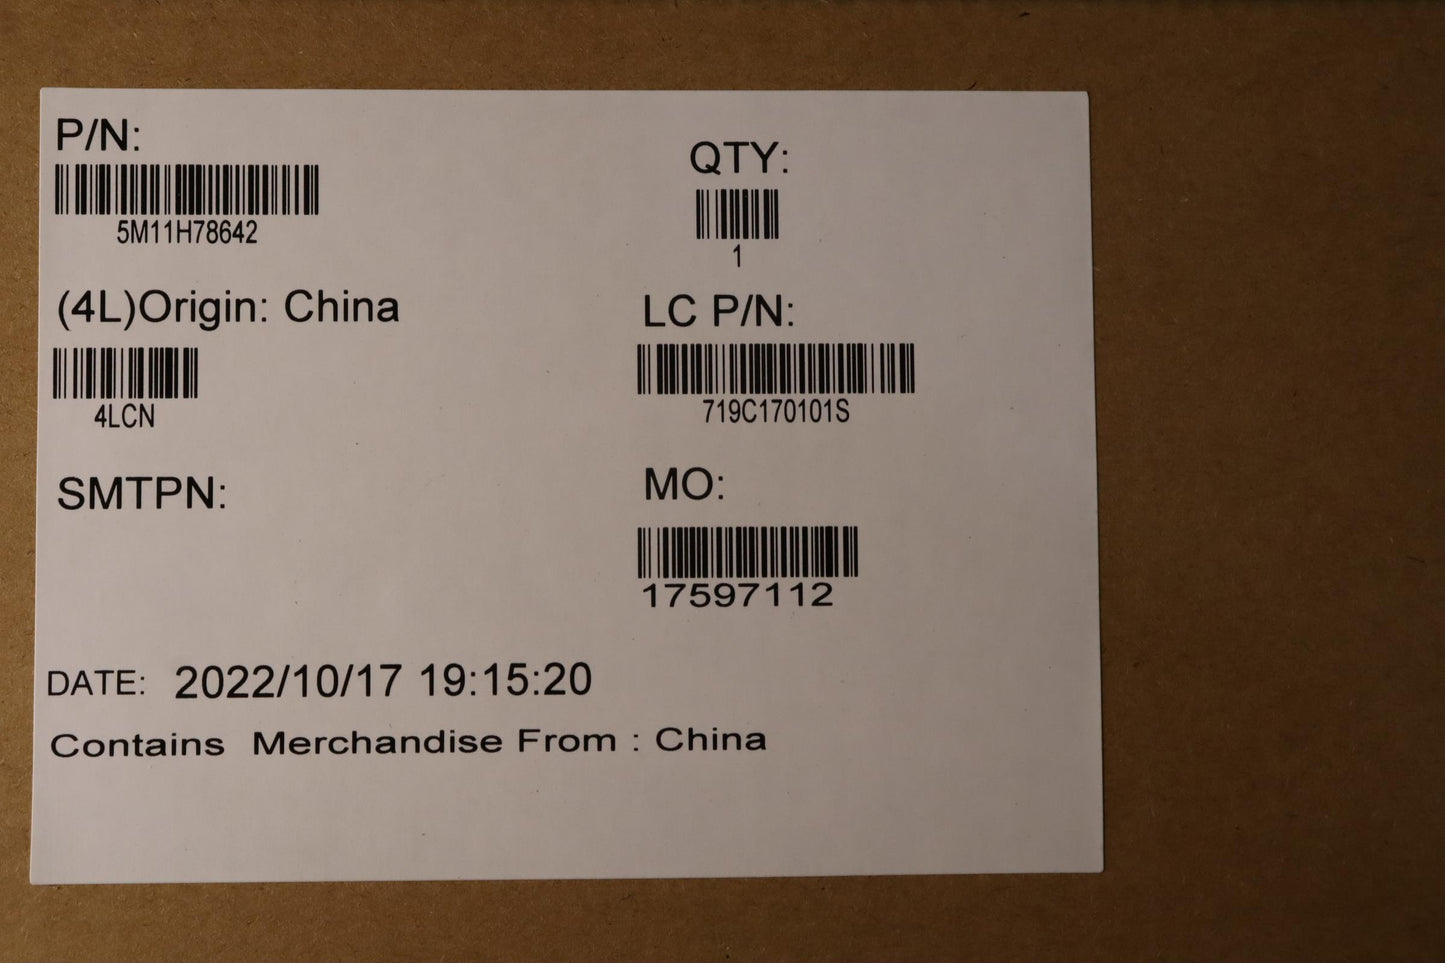 P/N:
5M11H78642
QTY:
1
(4L)Origin: China
4LCN
LC P/N:
719C170101S
SMTPN:
MO:
17597112
DATE: 2022/10/17 19:15:20
Contains Merchandise From : China